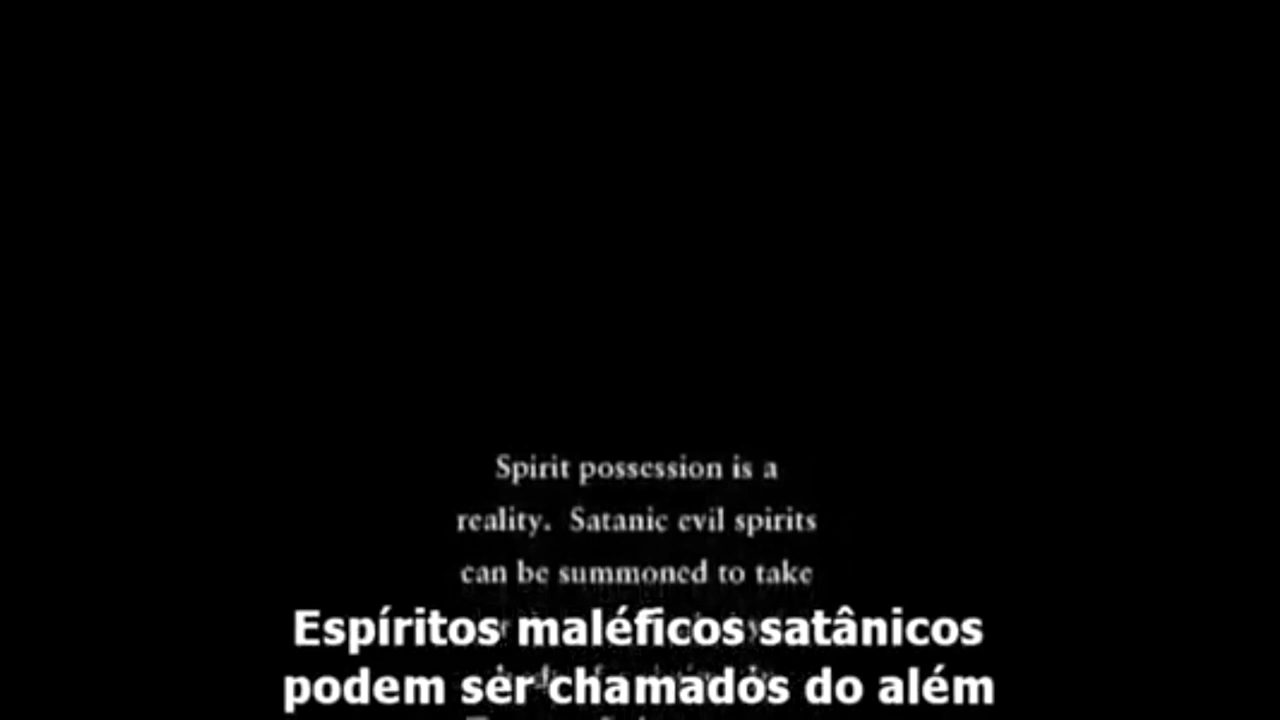 Spirit possession is a
reality. Satanic evil spirits
can be summoned to take
Espíritos maléficos satânicos
podem ser chamados do além